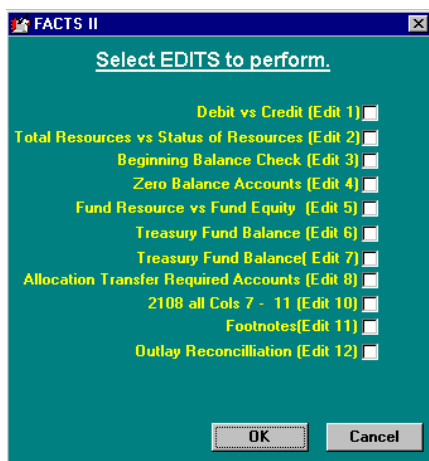 FACTS II
Select EDITS to perform.
Debit vs Credit (Edit 1)
Total Resources vs Status of Resources (Edit 2)
Beginning Balance Check (Edit 3)
Zero Balance Accounts (Edit 4)
Fund Resource vs Fund Equity (Edit 5)
Treasury Fund Balance (Edit 6)
Treasury Fund Balance( Edit 7)
Allocation Transfer Required Accounts (Edit 8)
2108 all Cols 7 - 11 (Edit 10)
Footnotes(Edit 11)
Outlay Reconcilliation (Edit 12)
OK Cancel